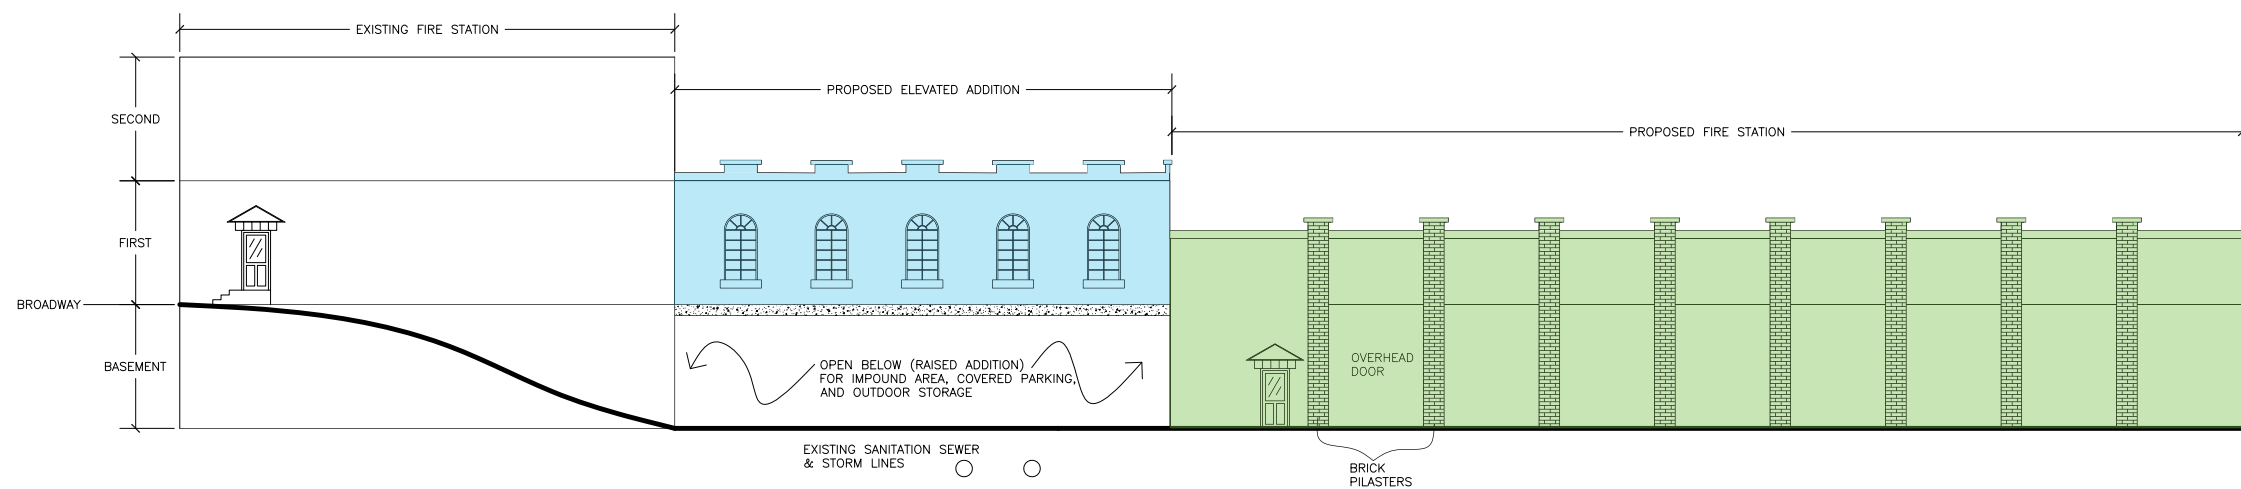 EXISTING FIRE STATION
PROPOSED ELEVATED ADDITION
PROPOSED FIRE STATION
SECOND
FIRST
BROADWAY
BASEMENT
OPEN BELOW (RAISED ADDITION)
FOR IMPOUND AREA, COVERED PARKING,
AND OUTDOOR STORAGE
OVERHEAD
DOOR
EXISTING SANITATION SEWER
& STORM LINES
BRICK
PILASTERS